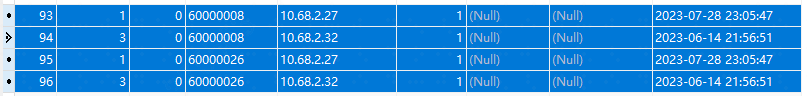 93 1 0 60000008 10.68.2.27 1 (Null) (Null) 2023-07-28 23:05:47
94 3 0 60000008 10.68.2.32 1 (Null) (Null) 2023-06-14 21:56:51
95 1 0 60000026 10.68.2.27 1 (Null) (Null) 2023-07-28 23:05:47
96 3 0 60000026 10.68.2.32 1 (Null) (Null) 2023-06-14 21:56:51